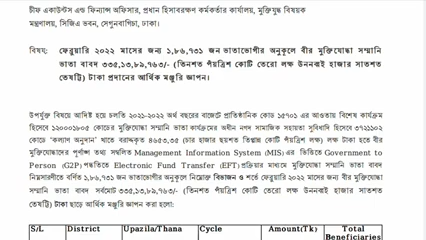 চীফ একাউন্টস এন্ড ফিন্যান্স অফিসার, প্রধান হিসাবরক্ষণ কর্মকর্তার কার্যালয়, মুক্তিযুদ্ধ বিষয়ক
মন্ত্রণালয়, সিজিএ ভবন, সেগুনবাগিচা, ঢাকা।
বিষয়: ফেব্রুয়ারি ২০২২ মাসের জন্য ১,৮৬,৭৩১ জন ভাতাভোগীর অনুকূলে বীর মুক্তিযোদ্ধা সম্মানি
ভাতা বাবদ ৩৩৫,১৩,৮৯,৭৬৩/- (তিনশত পঁয়ত্রিশ কোটি তেরো লক্ষ উননব্বই হাজার সাতশত
তেষট্টি) টাকা প্রদানের আর্থিক মঞ্জুরি জ্ঞাপন।
উপর্যুক্ত বিষয়ে আদিষ্ট হয়ে চলতি ২০২১-২০২২ অর্থ বছরের বাজেটে প্রাতিষ্ঠানিক কোড ১৫৭০১ এর আওতায় বিশেষ কার্যক্রম
হিসেবে ১২০০০১৮০৫ কোডের মুক্তিযোদ্ধা সম্মানি ভাতা কার্যক্রমের অধীন নগদ সামাজিক সহায়তা সুবিধাদি হিসেবে ৩৭২১১০২
কোডে "কল্যাণ অনুদান" খাতে বরাদ্দকৃত ৪৬৫৩,৩৫ (চার হাজার ছয়শত তিপ্পান্ন কোটি পঁয়ত্রিশ লক্ষ) লক্ষ টাকা হতে বীর
মুক্তিযোদ্ধাদের পূর্ণাঙ্গ তথ্য সম্বলিত Management Information System (MIS)এর ভিত্তিতে Government to
Person (G2P) পদ্ধতিতে Electronic Fund Transfer (EFT)প্রক্রিয়ার মাধ্যমে মুক্তিযোদ্ধা সম্মানি ভাতা বাবদ
নিম্নসারণীতে বর্ণিত ১,৮৬,৭৩১ জন ভাতাভোগীর অনুকূলে নিম্নোক্ত বিভাজন ও শর্তে ফেব্রুয়ারি ২০২২ মাসের জন্য বীর মুক্তিযোদ্ধা সম্মানি
ভাতা বাবদ সর্বমোট ৩৩৫,১৩,৮৯,৭৬৩/- (তিনশত পঁয়ত্রিশ কোটি তেরো লক্ষ উননব্বই হাজার সাতশত
তেষট্টি) টাকা ছাড়ে আর্থিক মঞ্জুরি জ্ঞাপন করা হলো:
S/L District Upazila/Thana Cycle Amount(Tk) Total
Beneficiaries